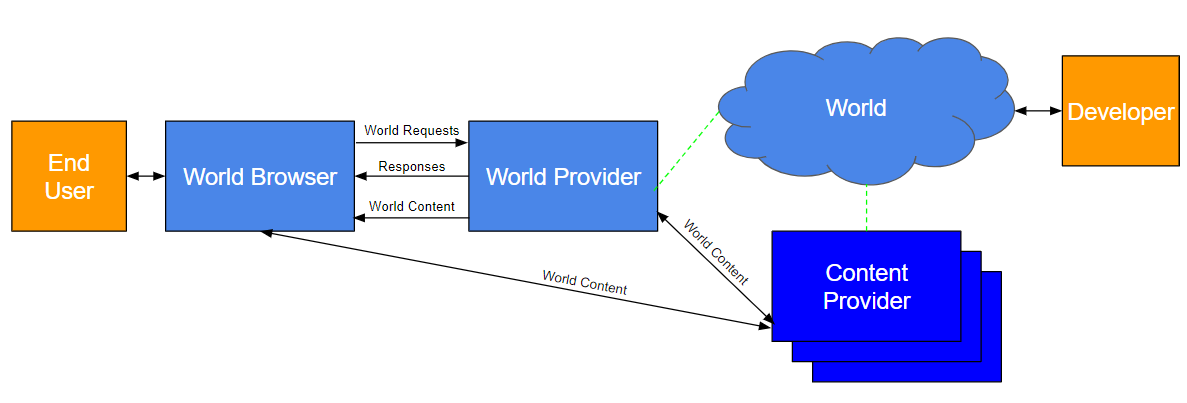 End
User
World Browser
World Requests
Responses
World Content
World Provider
World
Developer
World Content
World Content
Content
Provider